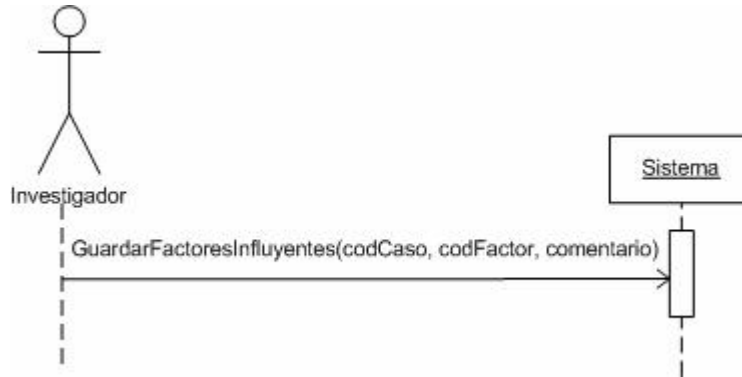 Investigador
Sistema
GuardarFactoresInfluyentes(codCaso, codFactor, comentario)